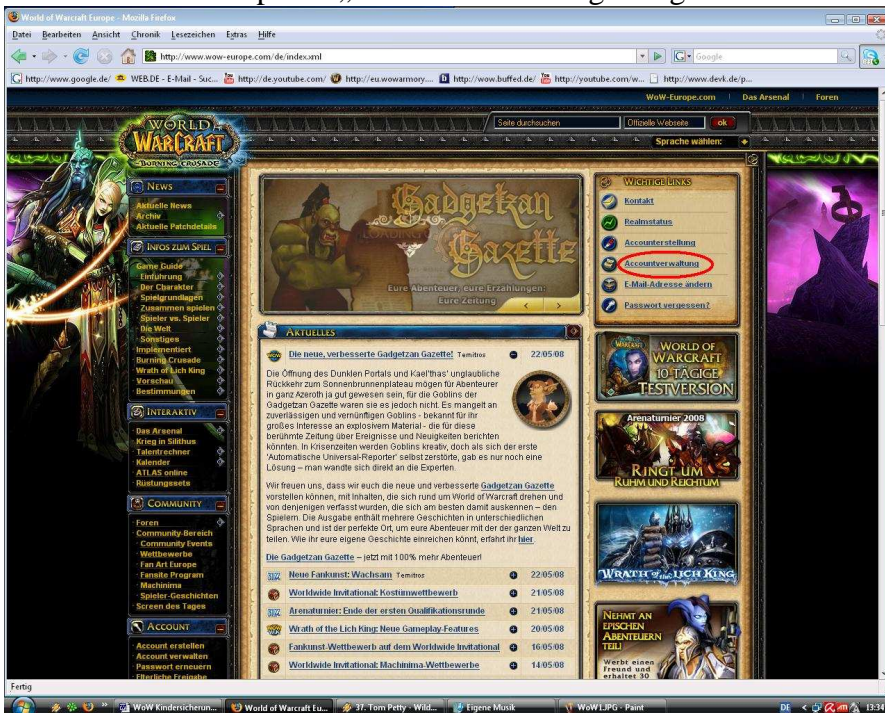 World of Warcraft Europe - Mozilla Firefox
Datei Bearbeiten Ansicht Chronik Lesezeichen Extras Hilfe
http://www.wow-europe.com/de/index.xml
Google
http://www.google.de/ WEB.DE - E-Mail - Suc... http://de.youtube.com/ http://eu.wowarmory.... http://wow.buffed.de/ http://youtube.com/w... http://www.devk.de/p...
WoW-Europe.com Das Arsenal Foren
Seite durchsuchen Offizielle Webseite ok
Sprache wählen:
WORLD
WARCRAFT
BURNING CRUSADE
NEWS
Aktuelle News
Archiv
Aktuelle Patchdetails
INFOS ZUM SPIEL
Game Guide
Einführung
Der Charakter
Spielgrundlagen
Zusammen spielen
Spieler vs. Spieler
Die Welt
Sonstiges
Implementiert
Burning Crusade
Wrath of Lich King
Vorschau
Bestimmungen
INTERAKTIV
Das Arsenal
Krieg in Silithus
Talentrechner
Kalender
ATLAS online
Rüstungssets
COMMUNITY
Foren
Community-Bereich
Community Events
Wettbewerbe
Fan Art Europe
Fansite Program
Machinima
Spieler-Geschichten
Screen des Tages
ACCOUNT
Account erstellen
Account verwalten
Passwort erneuern
Elterliche Freigabe
Gadgetzan
Gazette
Eure Abenteuer, eure Erzählungen:
Eure Zeitung
AKTUELLES
Die neue, verbesserte Gadgetzan Gazette! Temitros 22/05/08
Die Öffnung des Dunklen Portals und Kael'thas' unglaubliche
Rückkehr zum Sonnenbrunnenplateau mögen für Abenteurer
in ganz Azeroth ja gut gewesen sein, für die Goblins der
Gadgetzan Gazette waren sie es jedoch nicht. Es mangelt an
zuverlässigen und vernünftigen Goblins - bekannt für ihr
großes Interesse an explosivem Material - die für diese
berühmte Zeitung über Ereignisse und Neuigkeiten berichten
könnten. In Krisenzeiten werden Goblins kreativ, doch als sich der erste
'Automatische Universal-Reporter' selbst zerstörte, gab es nur noch eine
Lösung – man wandte sich direkt an die Experten.
Wir freuen uns, dass wir euch die neue und verbesserte Gadgetzan Gazette
vorstellen können, mit Inhalten, die sich rund um World of Warcraft drehen und
von denjenigen verfasst wurden, die sich am besten damit auskennen – den
Spielern. Die Ausgabe enthält mehrere Geschichten in unterschiedlichen
Sprachen und ist der perfekte Ort, um eure Abenteuer mit der der ganzen Welt zu
teilen. Wie ihr eure eigene Geschichte einreichen könnt, erfahrt ihr hier.
Die Gadgetzan Gazette – jetzt mit 100% mehr Abenteuer!
Neue Fankunst: Wachsam Temitros 22/05/08
Worldwide Invitational: Kostümwettbewerb 21/05/08
Arenaturnier: Ende der ersten Qualifikationsrunde 21/05/08
Wrath of the Lich King: Neue Gameplay-Features 20/05/08
Fankunst-Wettbewerb auf dem Worldwide Invitational 16/05/08
Worldwide Invitational: Machinima-Wettbewerbe 14/05/08
WICHTIGE LINKS
Kontakt
Realmstatus
Accounterstellung
Accountverwaltung
E-Mail-Adresse ändern
Passwort vergessen?
WORLD OF
WARCRAFT
10 TÄGIGE
TESTVERSION
Arenaturnier 2008
RINGT UM
RUHM UND REICHTUM
WRATH OF THE LICH KING
NEHMT AN
EPISCHEN
ABENTEUERN
TEIL!
Werbt einen
Freund und
erhaltet 30
Fertig
WoW Kindersicherun... World of Warcraft Eu... 37. Tom Petty - Wild... Eigene Musik WoW1.JPG - Paint DE 13:34